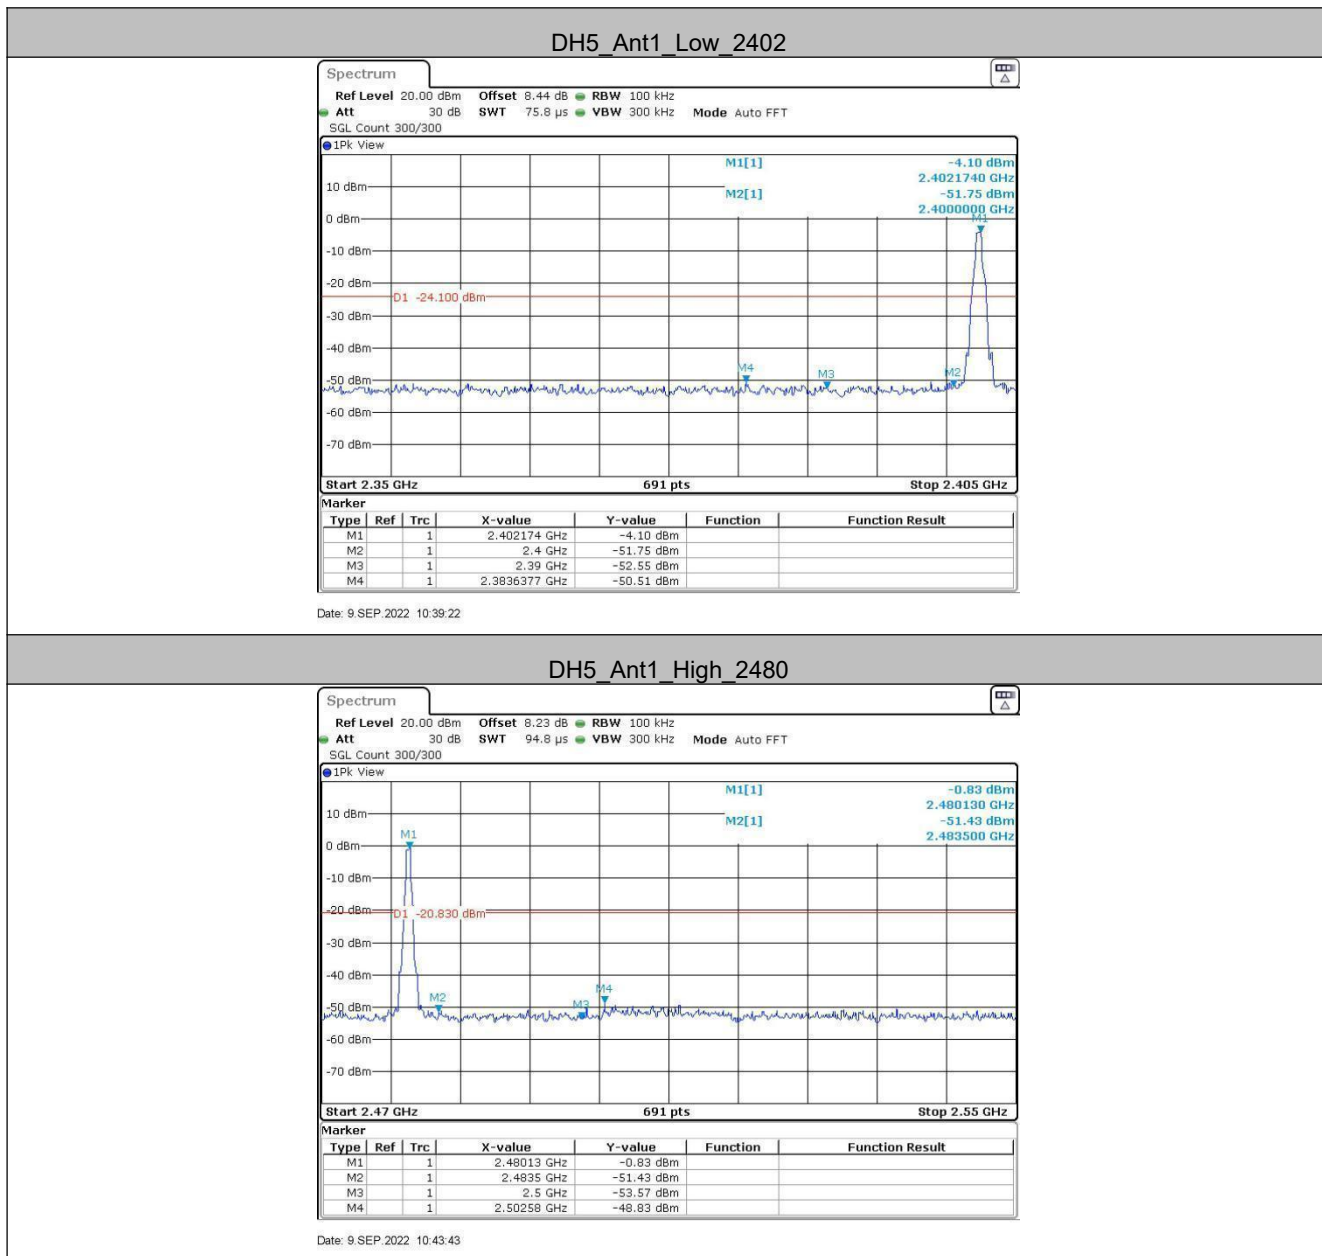 DH5_Ant1_Low_2402
Spectrum
Ref Level 20.00 dBm Offset 8.44 dB RBW 100 kHz
Att 30 dB SWT 75.8 µs VBW 300 kHz Mode Auto FFT
SGL Count 300/300
1Pk View
M1[1] -4.10 dBm
2.4021740 GHz
M2[1] -51.75 dBm
2.4000000 GHz
10 dBm
0 dBm
M1
-10 dBm
-20 dBm
D1 -24.100 dBm
-30 dBm
-40 dBm
M4 M3 M2
-50 dBm
-60 dBm
-70 dBm
Start 2.35 GHz 691 pts Stop 2.405 GHz
Marker
Type Ref Trc X-value Y-value Function Function Result
M1 1 2.402174 GHz -4.10 dBm
M2 1 2.4 GHz -51.75 dBm
M3 1 2.39 GHz -52.55 dBm
M4 1 2.3836377 GHz -50.51 dBm
Date: 9.SEP.2022 10:39:22
DH5_Ant1_High_2480
Spectrum
Ref Level 20.00 dBm Offset 8.23 dB RBW 100 kHz
Att 30 dB SWT 94.8 µs VBW 300 kHz Mode Auto FFT
SGL Count 300/300
1Pk View
M1[1] -0.83 dBm
2.480130 GHz
M2[1] -51.43 dBm
2.483500 GHz
10 dBm
M1
0 dBm
-10 dBm
-20 dBm
D1 -20.830 dBm
-30 dBm
-40 dBm
M2 M3 M4
-50 dBm
-60 dBm
-70 dBm
Start 2.47 GHz 691 pts Stop 2.55 GHz
Marker
Type Ref Trc X-value Y-value Function Function Result
M1 1 2.48013 GHz -0.83 dBm
M2 1 2.4835 GHz -51.43 dBm
M3 1 2.5 GHz -53.57 dBm
M4 1 2.50258 GHz -48.83 dBm
Date: 9.SEP.2022 10:43:43